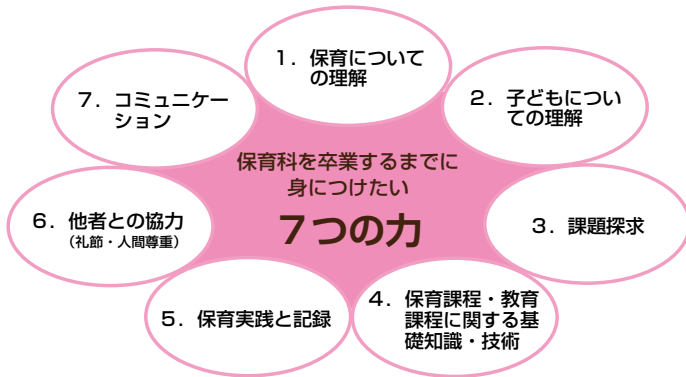 保育科を卒業するまでに
身につけたい
7つの力
1. 保育について
の理解
2. 子どもについ
ての理解
3. 課題探求
4. 保育課程・教育
課程に関する基
礎知識・技術
5. 保育実践と記録
6. 他者との協力
(礼節・人間尊重)
7. コミュニケー
ション